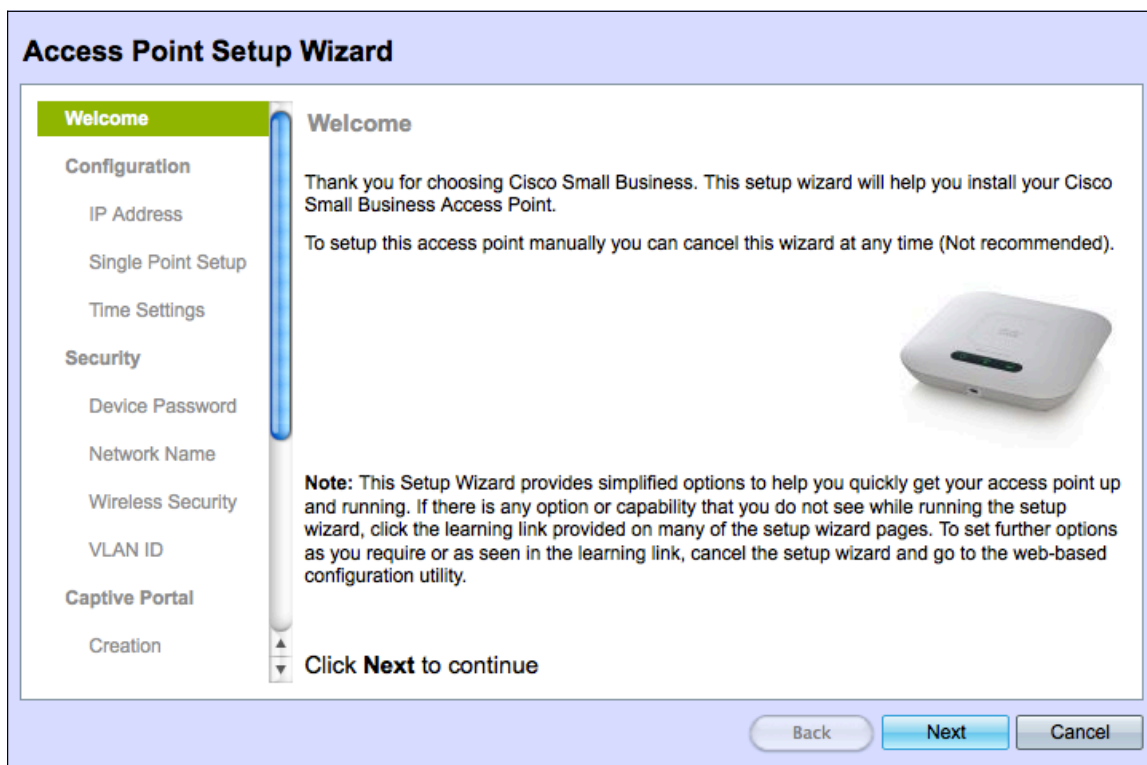 Access Point Setup Wizard
Welcome
Configuration
IP Address
Single Point Setup
Time Settings
Security
Device Password
Network Name
Wireless Security
VLAN ID
Captive Portal
Creation
Welcome
Thank you for choosing Cisco Small Business. This setup wizard will help you install your Cisco
Small Business Access Point.
To setup this access point manually you can cancel this wizard at any time (Not recommended).
Note: This Setup Wizard provides simplified options to help you quickly get your access point up
and running. If there is any option or capability that you do not see while running the setup
wizard, click the learning link provided on many of the setup wizard pages. To set further options
as you require or as seen in the learning link, cancel the setup wizard and go to the web-based
configuration utility.
Click Next to continue
Back
Next
Cancel